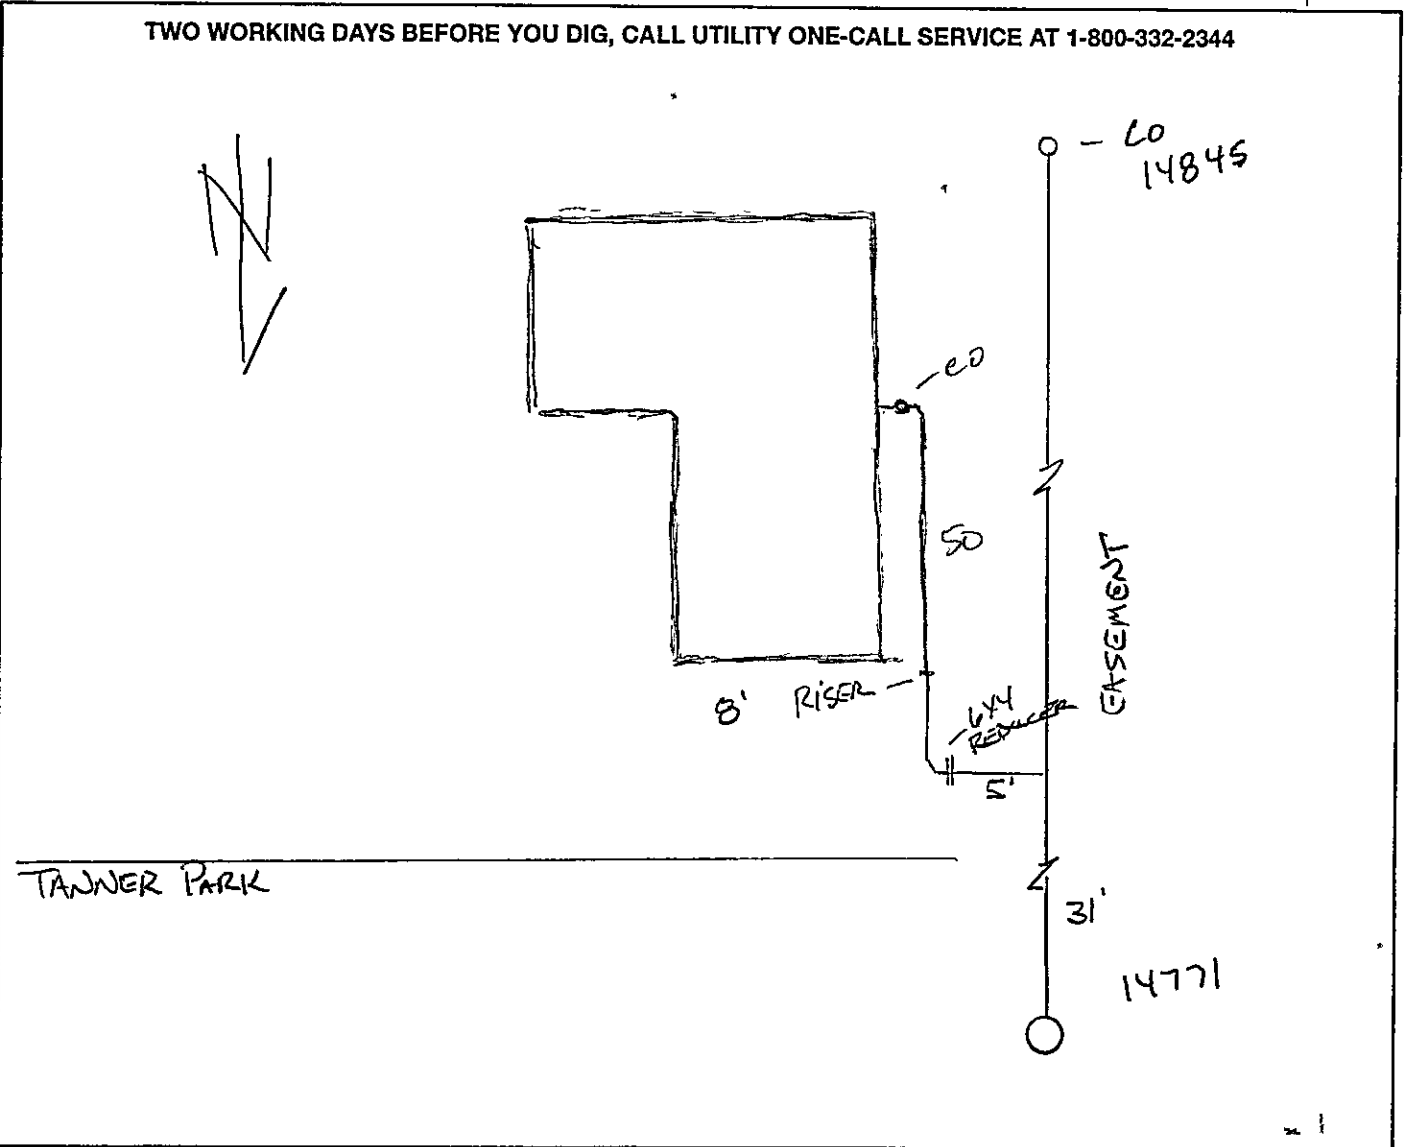 TWO WORKING DAYS BEFORE YOU DIG, CALL UTILITY ONE-CALL SERVICE AT 1-800-332-2344
N
CO
14845
CO
50
EASEMENT
8' RISER
6X4
REDUCER
5'
TANNER PARK
31'
14771